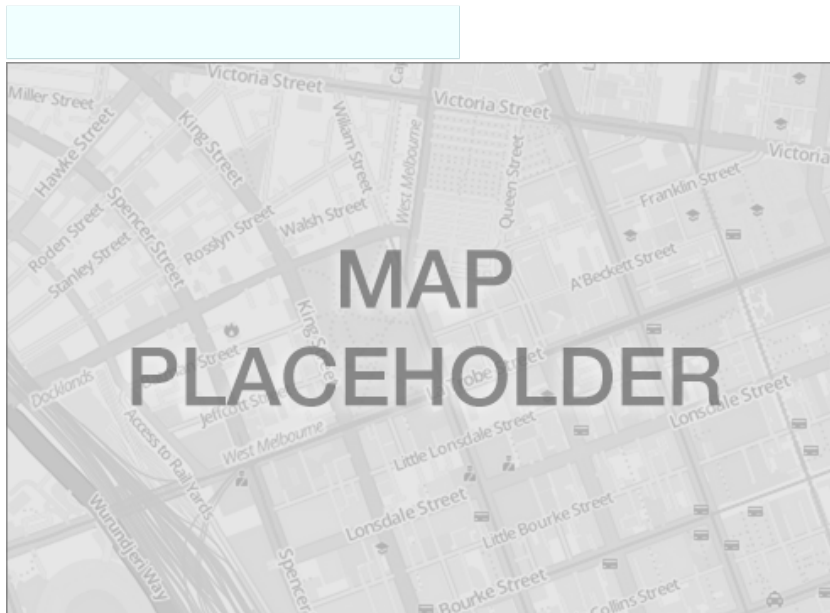 Victoria Street
Miller Street
Victoria Street
King Street
William Street
Hawke Street
West Melbourne
Queen Street
Victoria
Franklin Street
Spencer Street
Walsh Street
Rosslyn Street
Roden Street
Stanley Street
A'Beckett Street
MAP
King Street
PLACEHOLDER
Docklands
Jeffcott Street
Lonsdale Street
Access to Rail Yards
West Melbourne
Little Lonsdale Street
Wurundjeri Way
Lonsdale Street
Little Bourke Street
Spencer
Bourke Street
Collins Street